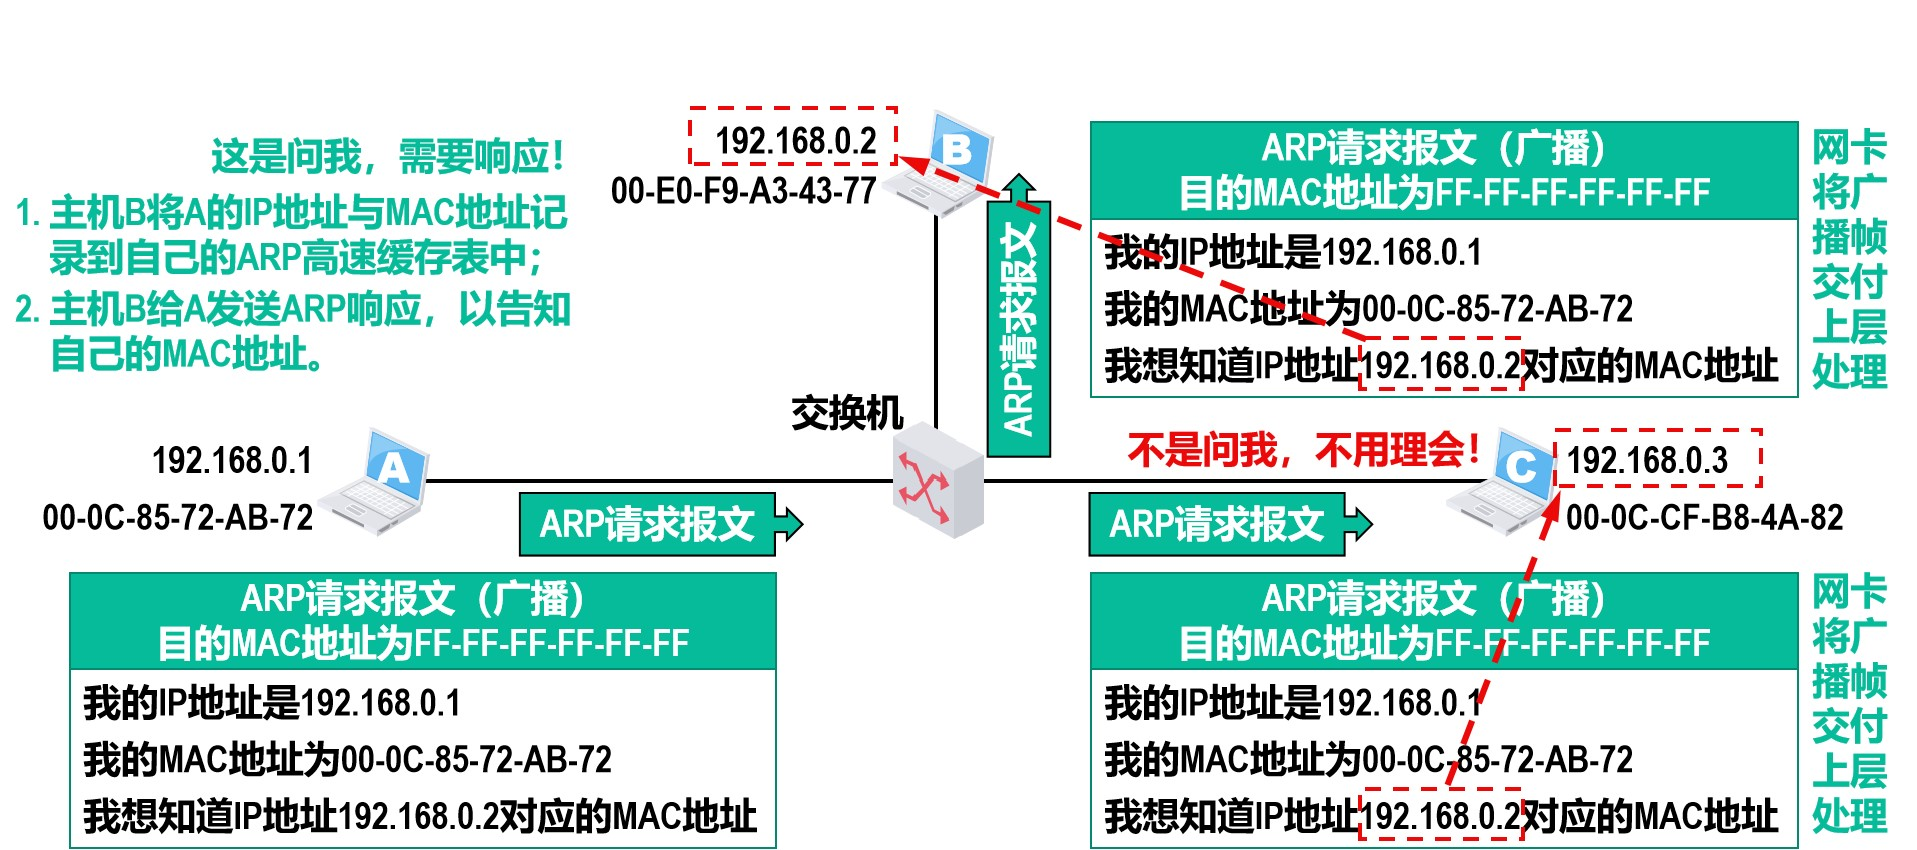 这是问我，需要响应！
1. 主机B将A的IP地址与MAC地址记
录到自己的ARP高速缓存表中；
2. 主机B给A发送ARP响应，以告知
自己的MAC地址。
192.168.0.2
00-E0-F9-A3-43-77
B
ARP请求报文
ARP请求报文（广播）
目的MAC地址为FF-FF-FF-FF-FF-FF
我的IP地址是192.168.0.1
我的MAC地址为00-0C-85-72-AB-72
我想知道IP地址192.168.0.2对应的MAC地址
网卡
将广
播帧
交付
上层
处理
交换机
192.168.0.1
00-0C-85-72-AB-72
A
ARP请求报文
不是问我，不用理会！
ARP请求报文
C
192.168.0.3
00-0C-CF-B8-4A-82
ARP请求报文（广播）
目的MAC地址为FF-FF-FF-FF-FF-FF
我的IP地址是192.168.0.1
我的MAC地址为00-0C-85-72-AB-72
我想知道IP地址192.168.0.2对应的MAC地址
ARP请求报文（广播）
目的MAC地址为FF-FF-FF-FF-FF-FF
我的IP地址是192.168.0.1
我的MAC地址为00-0C-85-72-AB-72
我想知道IP地址192.168.0.2对应的MAC地址
网卡
将广
播帧
交付
上层
处理